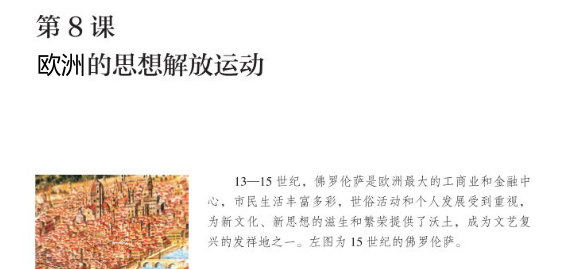 第 8 课
欧洲的思想解放运动
13—15 世纪，佛罗伦萨是欧洲最大的工商业和金融中
心，市民生活丰富多彩，世俗活动和个人发展受到重视，
为新文化、新思想的滋生和繁荣提供了沃土，成为文艺复
兴的发祥地之一。左图为 15 世纪的佛罗伦萨。